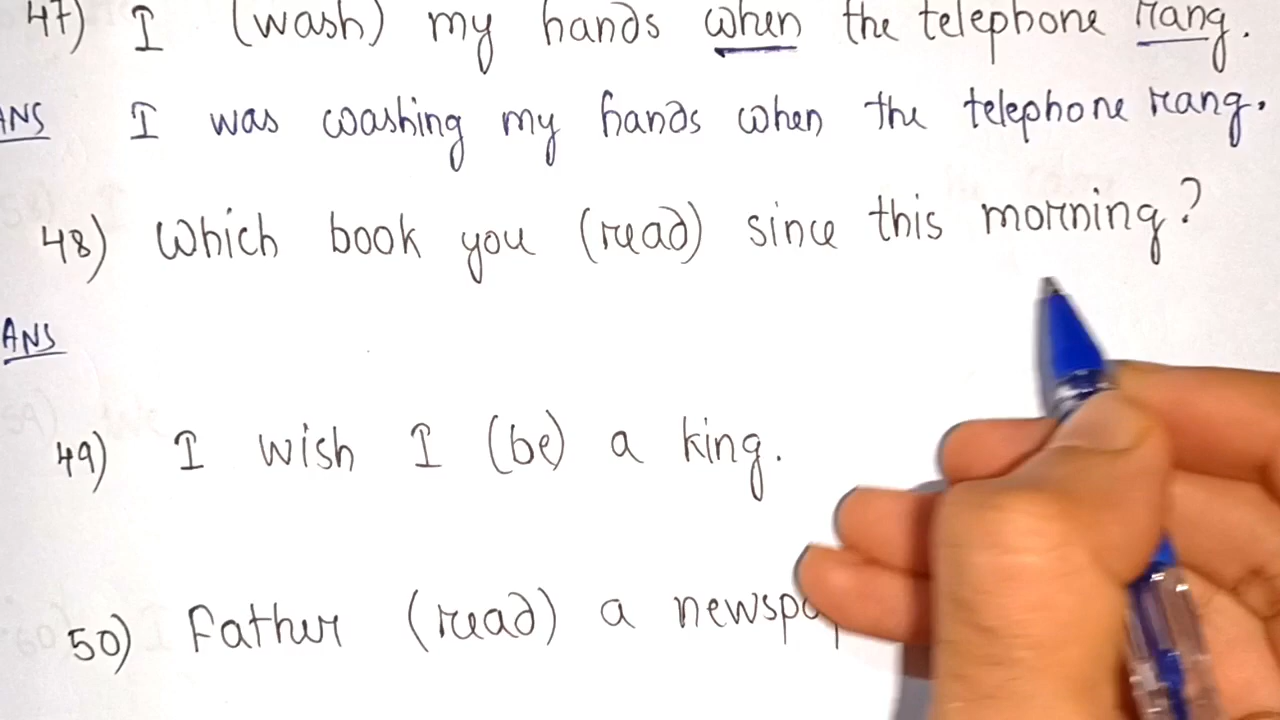 47) I (wash) my hands when the telephone rang.
ANS I was washing my hands when the telephone rang.
48) Which book you (read) since this morning?
ANS
49) I wish I (be) a king.
50) Father (read) a